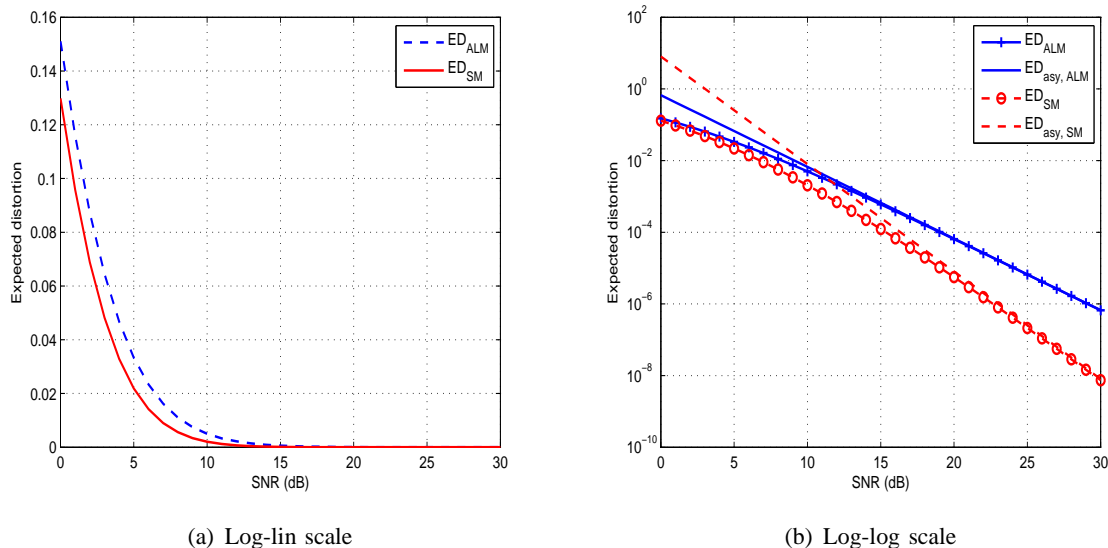 0.16
0.14
0.12
0.1
0.08
0.06
0.04
0.02
0
Expected distortion
0 5 10 15 20 25 30
SNR (dB)
ED_ALM
ED_SM
(a) Log-lin scale
10^2
10^0
10^−2
10^−4
10^−6
10^−8
10^−10
Expected distortion
0 5 10 15 20 25 30
SNR (dB)
ED_ALM
ED_asy, ALM
ED_SM
ED_asy, SM
(b) Log-log scale